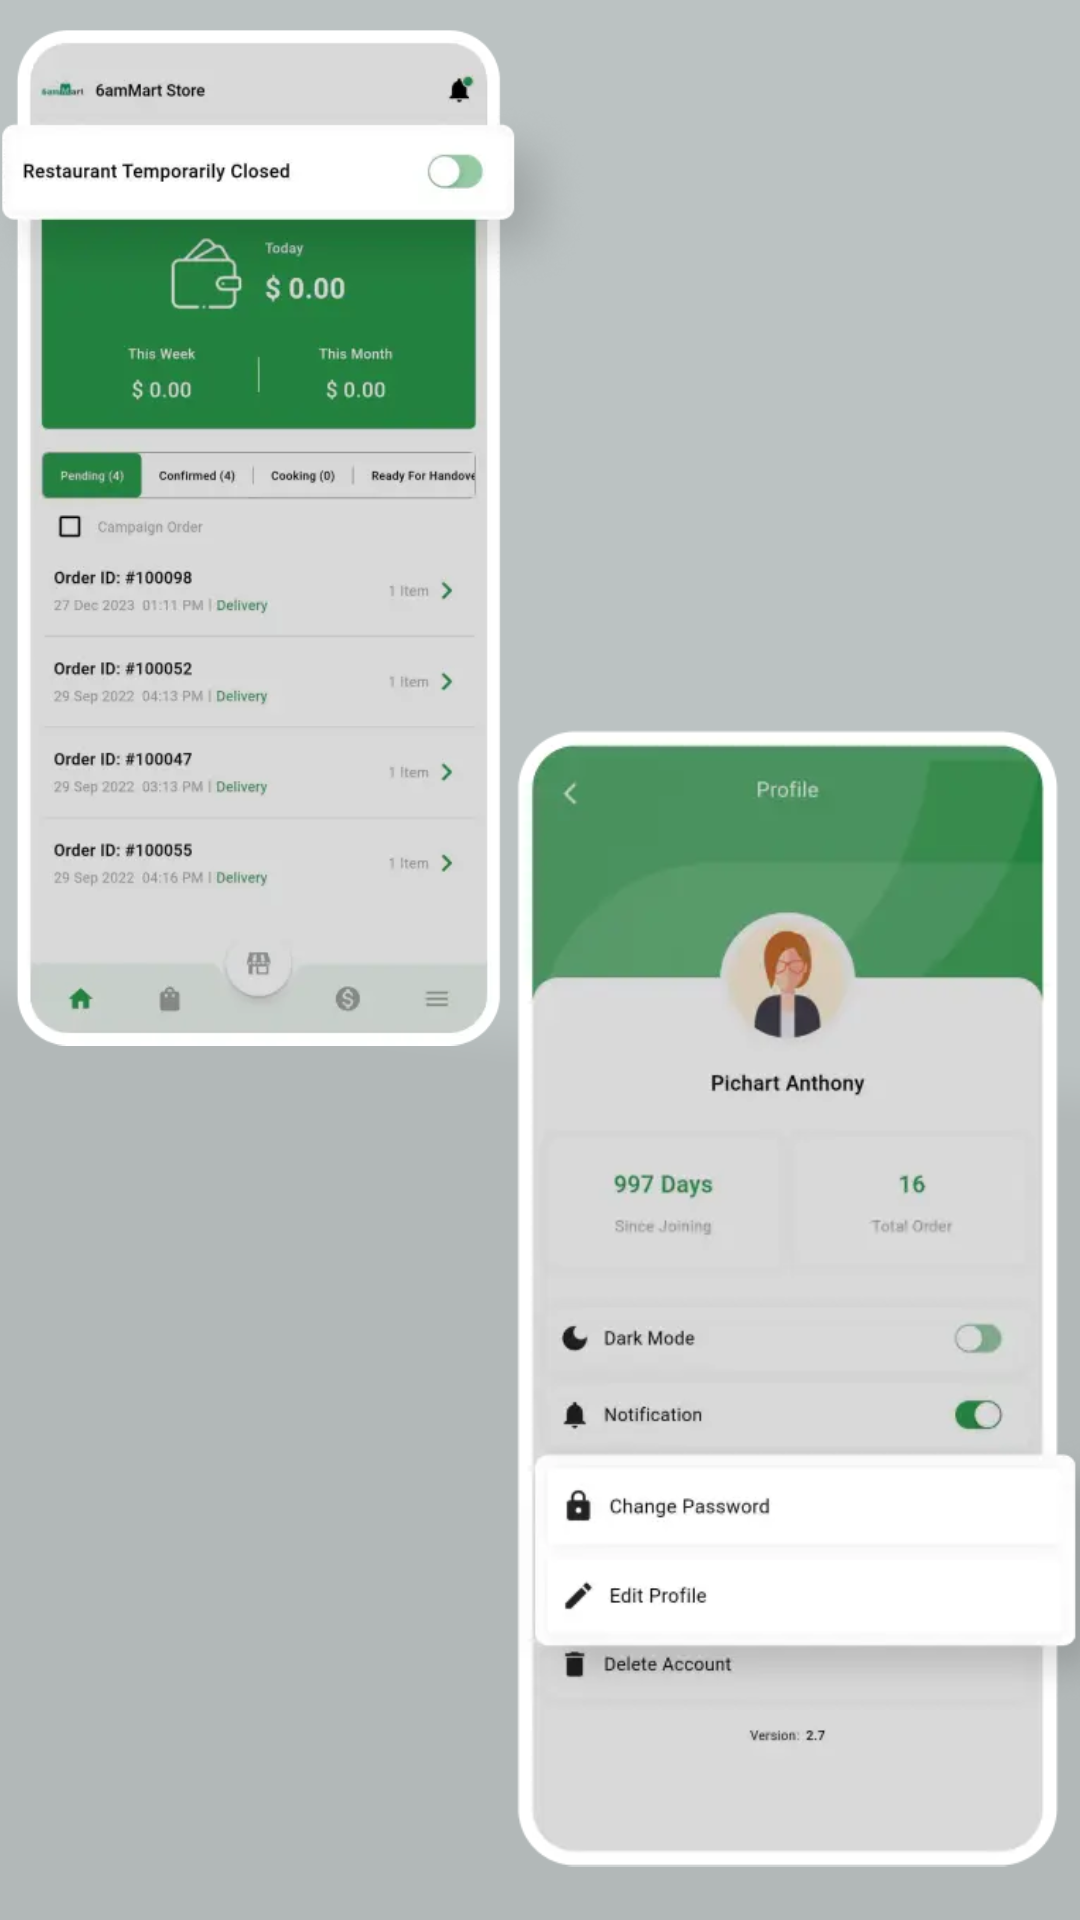 6amMart
6amMart Store
Restaurant Temporarily Closed
Today
$ 0.00
This Week
This Month
$ 0.00
$ 0.00
Pending (4)
Confirmed (4)
Cooking (0)
Ready For Handove
Campaign Order
Order ID: #100098
1 Item
27 Dec 2023 01:11 PM | Delivery
Order ID: #100052
1 Item
29 Sep 2022 04:13 PM | Delivery
Order ID: #100047
1 Item
29 Sep 2022 03:13 PM | Delivery
Order ID: #100055
1 Item
29 Sep 2022 04:16 PM | Delivery
Profile
Pichart Anthony
997 Days
16
Since Joining
Total Order
Dark Mode
Notification
Change Password
Edit Profile
Delete Account
Version: 2.7